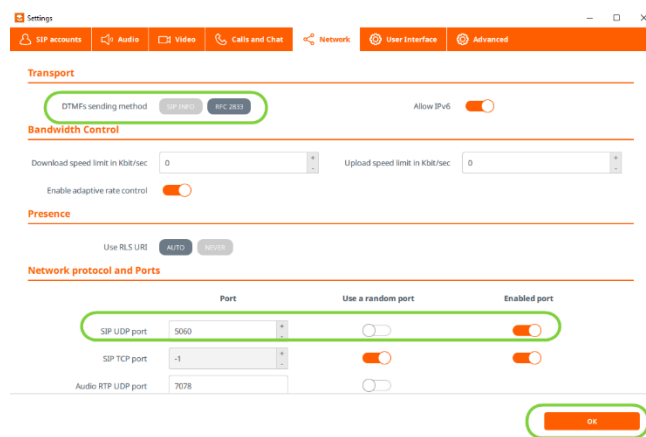 Settings
SIP accounts Audio Video Calls and Chat Network User Interface Advanced
Transport
DTMFs sending method SIP INFO RFC 2833 Allow IPv6
Bandwidth Control
Download speed limit in Kbit/sec 0 Upload speed limit in Kbit/sec 0
Enable adaptive rate control
Presence
Use RLS URI AUTO NEVER
Network protocol and Ports
Port Use a random port Enabled port
SIP UDP port 5060
SIP TCP port -1
Audio RTP UDP port 7078
OK